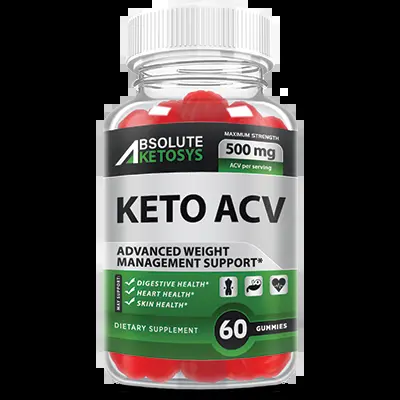 ABSOLUTE
KETOSYS
MAXIMUM STRENGTH
500 mg
ACV per serving
KETO ACV
ADVANCED WEIGHT
MANAGEMENT SUPPORT*
MAY SUPPORT:
DIGESTIVE HEALTH*
HEART HEALTH*
SKIN HEALTH*
DIETARY SUPPLEMENT
60 GUMMIES